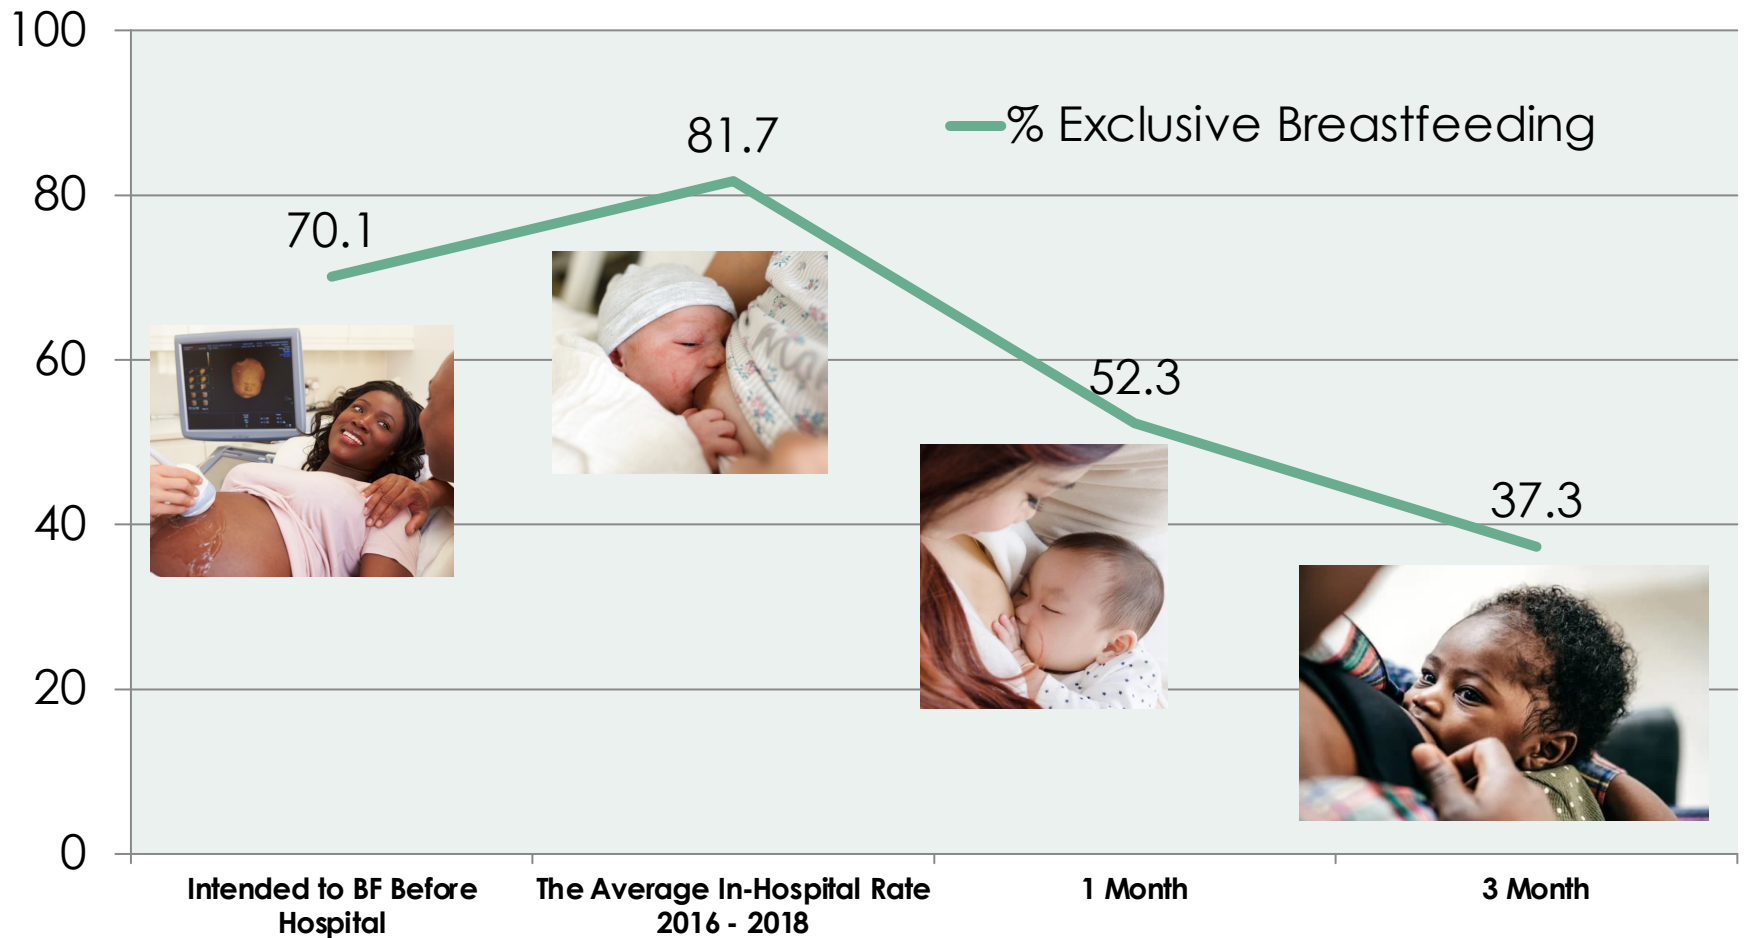 100
80
60
40
20
0
% Exclusive Breastfeeding
70.1
81.7
52.3
37.3
Intended to BF Before
Hospital
The Average In-Hospital Rate
2016 - 2018
1 Month
3 Month